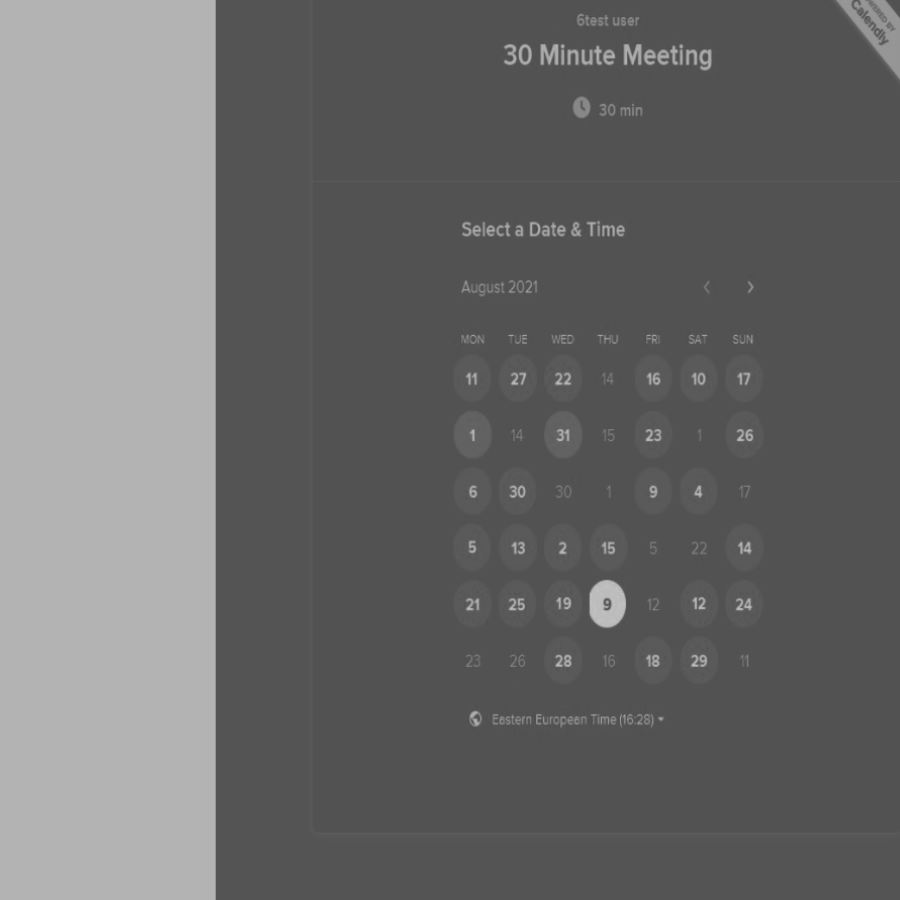 6test user
POWERED BY
Calendly
30 Minute Meeting
30 min
Select a Date & Time
August 2021
MON TUE WED THU FRI SAT SUN
11 27 22 14 16 10 17
1 14 31 15 23 1 26
6 30 30 1 9 4 17
5 13 2 15 5 22 14
21 25 19 9 12 12 24
23 26 28 16 18 29 11
Eestern Europeen Time (16:28)